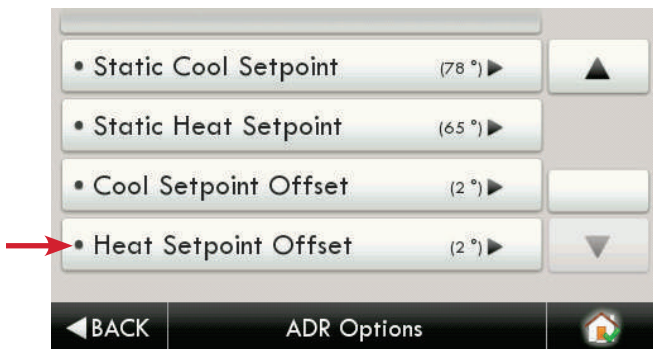 • Static Cool Setpoint (78 °) ▶
• Static Heat Setpoint (65 °) ▶
• Cool Setpoint Offset (2 °) ▶
• Heat Setpoint Offset (2 °) ▶
◀ BACK ADR Options